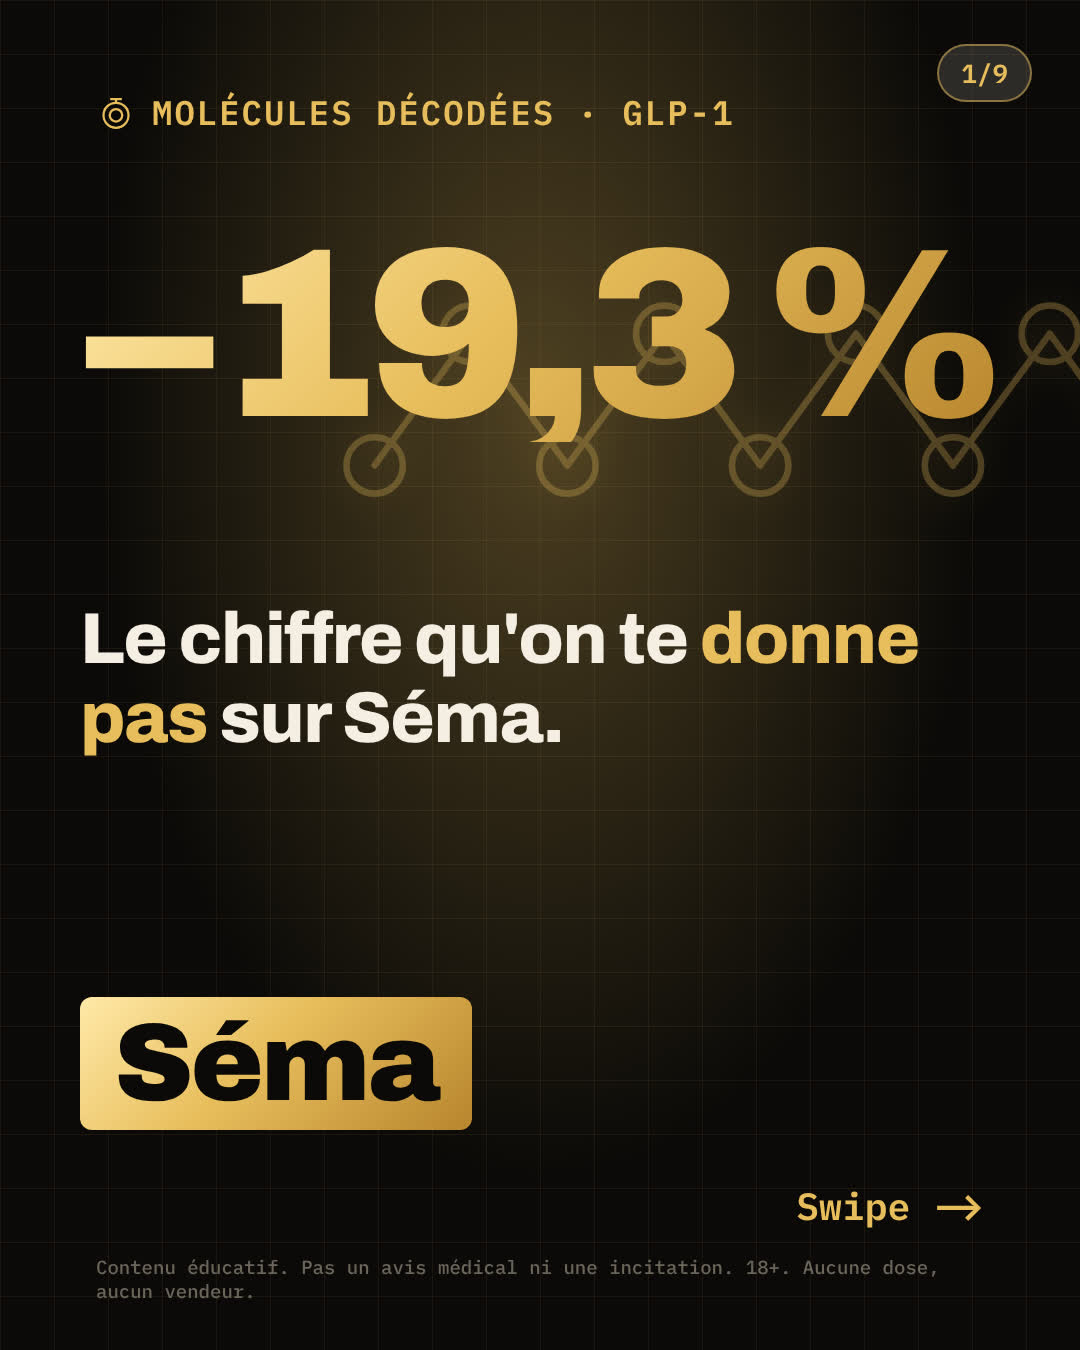 1/9
MOLÉCULES DÉCODÉES · GLP-1
–19,3 %
Le chiffre qu'on te donne
pas sur Séma.
Séma
Swipe →
Contenu éducatif. Pas un avis médical ni une incitation. 18+. Aucune dose,
aucun vendeur.